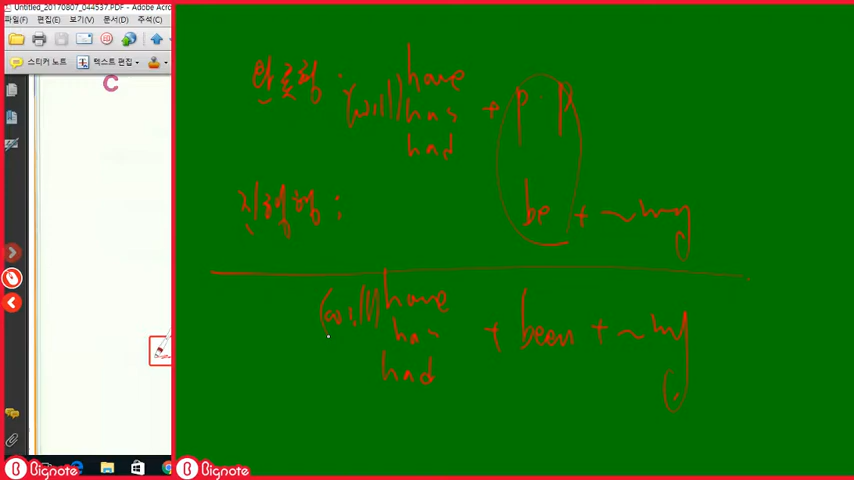 Untitled_20170807_044537.PDF - Adobe Acro
파일(F) 편집(E) 보기(V) 문서(D) 주석(C)
스티커 노트 텍스트 편집
C
완료형 : (will) have
has + p.p
had
진행형 : be + ~ing
(will) have
has + been + ~ing
had
Bignote Bignote